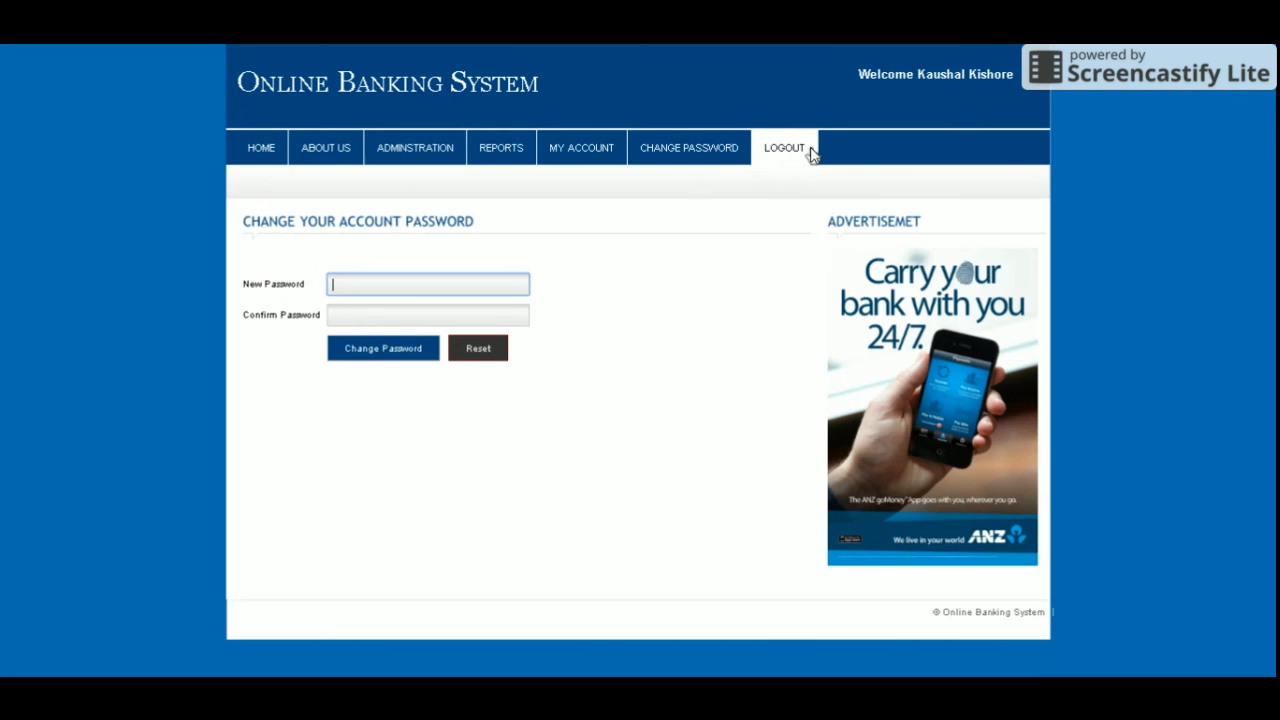 powered by
Screencastify Lite
ONLINE BANKING SYSTEM
Welcome Kaushal Kishore
HOME
ABOUT US
ADMINSTRATION
REPORTS
MY ACCOUNT
CHANGE PASSWORD
LOGOUT
CHANGE YOUR ACCOUNT PASSWORD
New Password
Confirm Password
Change Password
Reset
ADVERTISEMET
Carry your
bank with you
24/7.
The ANZ goMoney™ App goes with you, wherever you go.
We live in your world ANZ
© Online Banking System